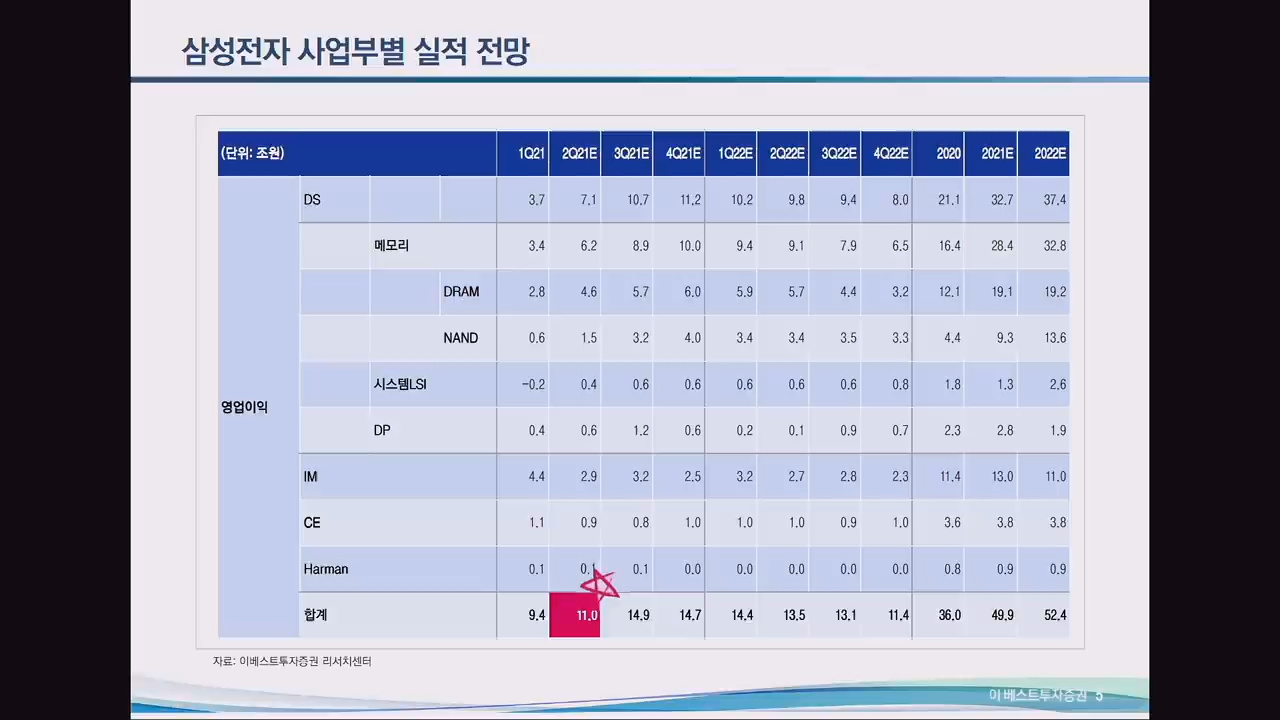 삼성전자 사업부별 실적 전망
(단위: 조원) 1Q21 2Q21E 3Q21E 4Q21E 1Q22E 2Q22E 3Q22E 4Q22E 2020 2021E 2022E
DS 3.7 7.1 10.7 11.2 10.2 9.8 9.4 8.0 21.1 32.7 37.4
메모리 3.4 6.2 8.9 10.0 9.4 9.1 7.9 6.5 16.4 28.4 32.8
DRAM 2.8 4.6 5.7 6.0 5.9 5.7 4.4 3.2 12.1 19.1 19.2
NAND 0.6 1.5 3.2 4.0 3.4 3.4 3.5 3.3 4.4 9.3 13.6
시스템LSI -0.2 0.4 0.6 0.6 0.6 0.6 0.6 0.8 1.8 1.3 2.6
영업이익
DP 0.4 0.6 1.2 0.6 0.2 0.1 0.9 0.7 2.3 2.8 1.9
IM 4.4 2.9 3.2 2.5 3.2 2.7 2.8 2.3 11.4 13.0 11.0
CE 1.1 0.9 0.8 1.0 1.0 1.0 0.9 1.0 3.6 3.8 3.8
Harman 0.1 0.1 0.1 0.0 0.0 0.0 0.0 0.0 0.8 0.9 0.9
합계 9.4 11.0 14.9 14.7 14.4 13.5 13.1 11.4 36.0 49.9 52.4
자료: 이베스트투자증권 리서치센터
이베스트투자증권 5